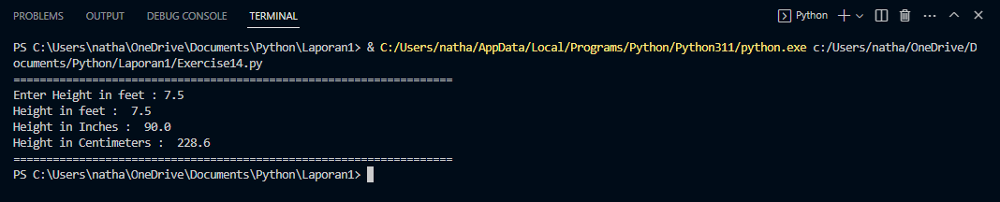 PROBLEMS OUTPUT DEBUG CONSOLE TERMINAL Python
PS C:\Users\natha\OneDrive\Documents\Python\Laporan1> & C:/Users/natha/AppData/Local/Programs/Python/Python311/python.exe c:/Users/natha/OneDrive/D
ocuments/Python/Laporan1/Exercise14.py
===================================================================
Enter Height in feet : 7.5
Height in feet :  7.5
Height in Inches :  90.0
Height in Centimeters :  228.6
===================================================================
PS C:\Users\natha\OneDrive\Documents\Python\Laporan1>